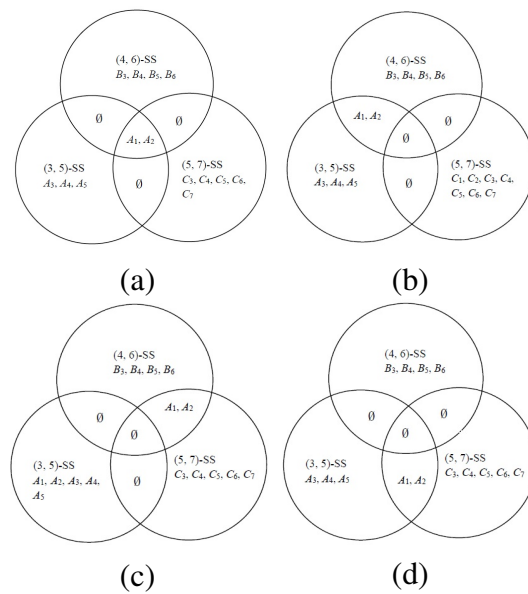 (4, 6)-SS
B₃, B₄, B₅, B₆
∅
∅
A₁, A₂
(3, 5)-SS
A₃, A₄, A₅
∅
(5, 7)-SS
C₃, C₄, C₅, C₆,
C₇
(a)
(4, 6)-SS
B₃, B₄, B₅, B₆
A₁, A₂
∅
∅
(3, 5)-SS
A₃, A₄, A₅
∅
(5, 7)-SS
C₁, C₂, C₃, C₄,
C₅, C₆, C₇
(b)
(4, 6)-SS
B₃, B₄, B₅, B₆
∅
A₁, A₂
∅
(3, 5)-SS
A₁, A₂, A₃, A₄,
A₅
∅
(5, 7)-SS
C₃, C₄, C₅, C₆, C₇
(c)
(4, 6)-SS
B₃, B₄, B₅, B₆
∅
∅
∅
(3, 5)-SS
A₃, A₄, A₅
A₁, A₂
(5, 7)-SS
C₃, C₄, C₅, C₆, C₇
(d)